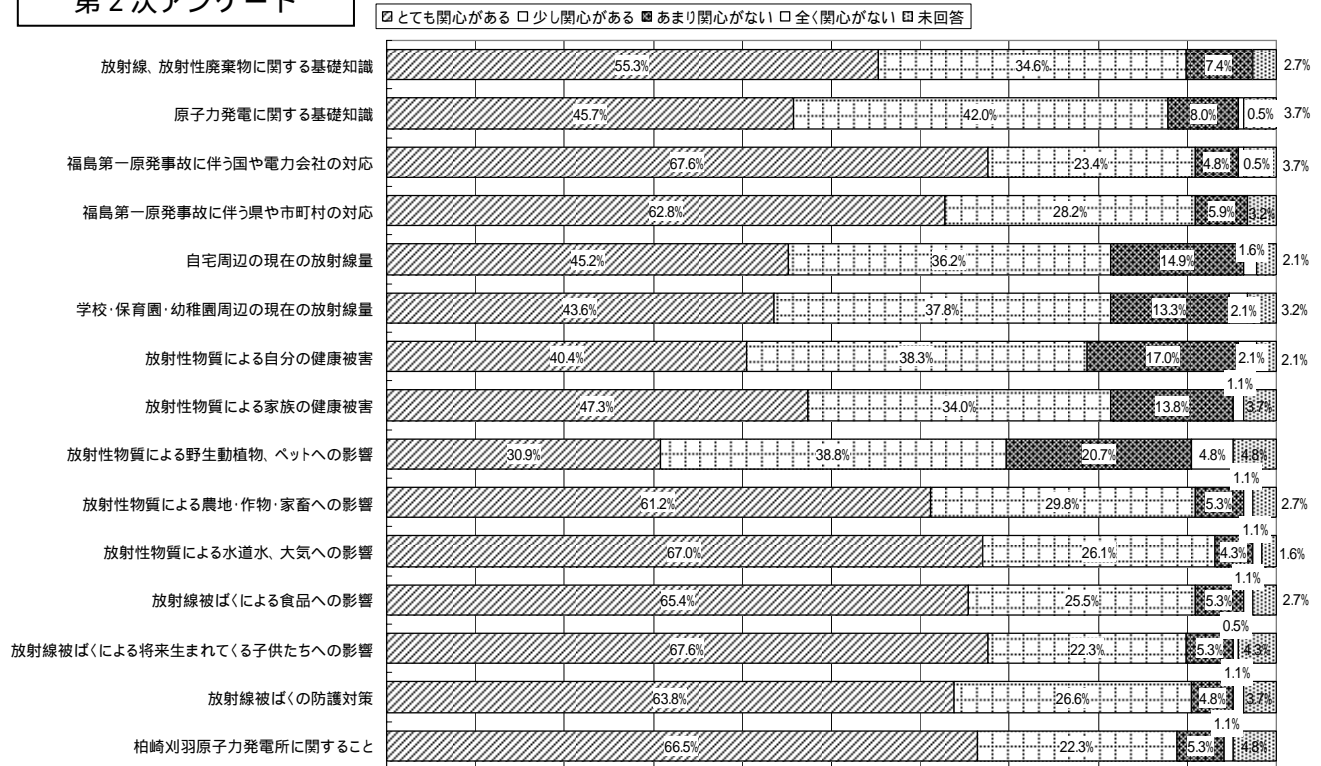 第2次アンケート
とても関心がある 少し関心がある あまり関心がない 全く関心がない 未回答
放射線、放射性廃棄物に関する基礎知識 55.3% 34.6% 7.4% 2.7%
原子力発電に関する基礎知識 45.7% 42.0% 8.0% 0.5% 3.7%
福島第一原発事故に伴う国や電力会社の対応 67.6% 23.4% 4.8% 0.5% 3.7%
福島第一原発事故に伴う県や市町村の対応 62.8% 28.2% 5.9% 3.2%
自宅周辺の現在の放射線量 45.2% 36.2% 14.9% 1.6% 2.1%
学校・保育園・幼稚園周辺の現在の放射線量 43.6% 37.8% 13.3% 2.1% 3.2%
放射性物質による自分の健康被害 40.4% 38.3% 17.0% 2.1% 2.1%
放射性物質による家族の健康被害 47.3% 34.0% 13.8% 1.1% 3.7%
放射性物質による野生動植物、ペットへの影響 30.9% 38.8% 20.7% 4.8% 4.8%
放射性物質による農地・作物・家畜への影響 61.2% 29.8% 5.3% 1.1% 2.7%
放射性物質による水道水、大気への影響 67.0% 26.1% 4.3% 1.1% 1.6%
放射線被ばくによる食品への影響 65.4% 25.5% 5.3% 1.1% 2.7%
放射線被ばくによる将来生まれてくる子供たちへの影響 67.6% 22.3% 5.3% 0.5% 4.3%
放射線被ばくの防護対策 63.8% 26.6% 4.8% 1.1% 3.7%
柏崎刈羽原子力発電所に関すること 66.5% 22.3% 5.3% 1.1% 4.8%